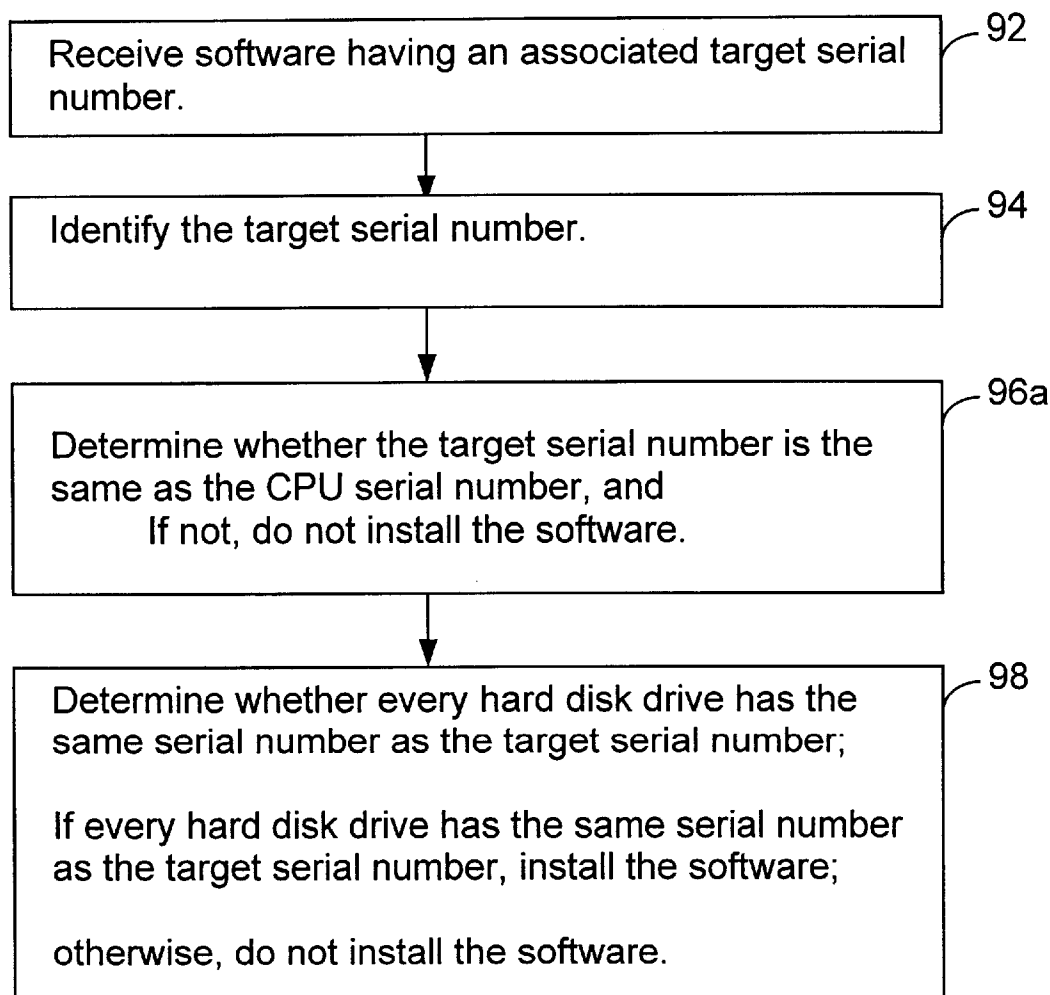 92
Receive software having an associated target serial
number.
94
Identify the target serial number.
96a
Determine whether the target serial number is the
same as the CPU serial number, and
If not, do not install the software.
98
Determine whether every hard disk drive has the
same serial number as the target serial number;
If every hard disk drive has the same serial number
as the target serial number, install the software;
otherwise, do not install the software.